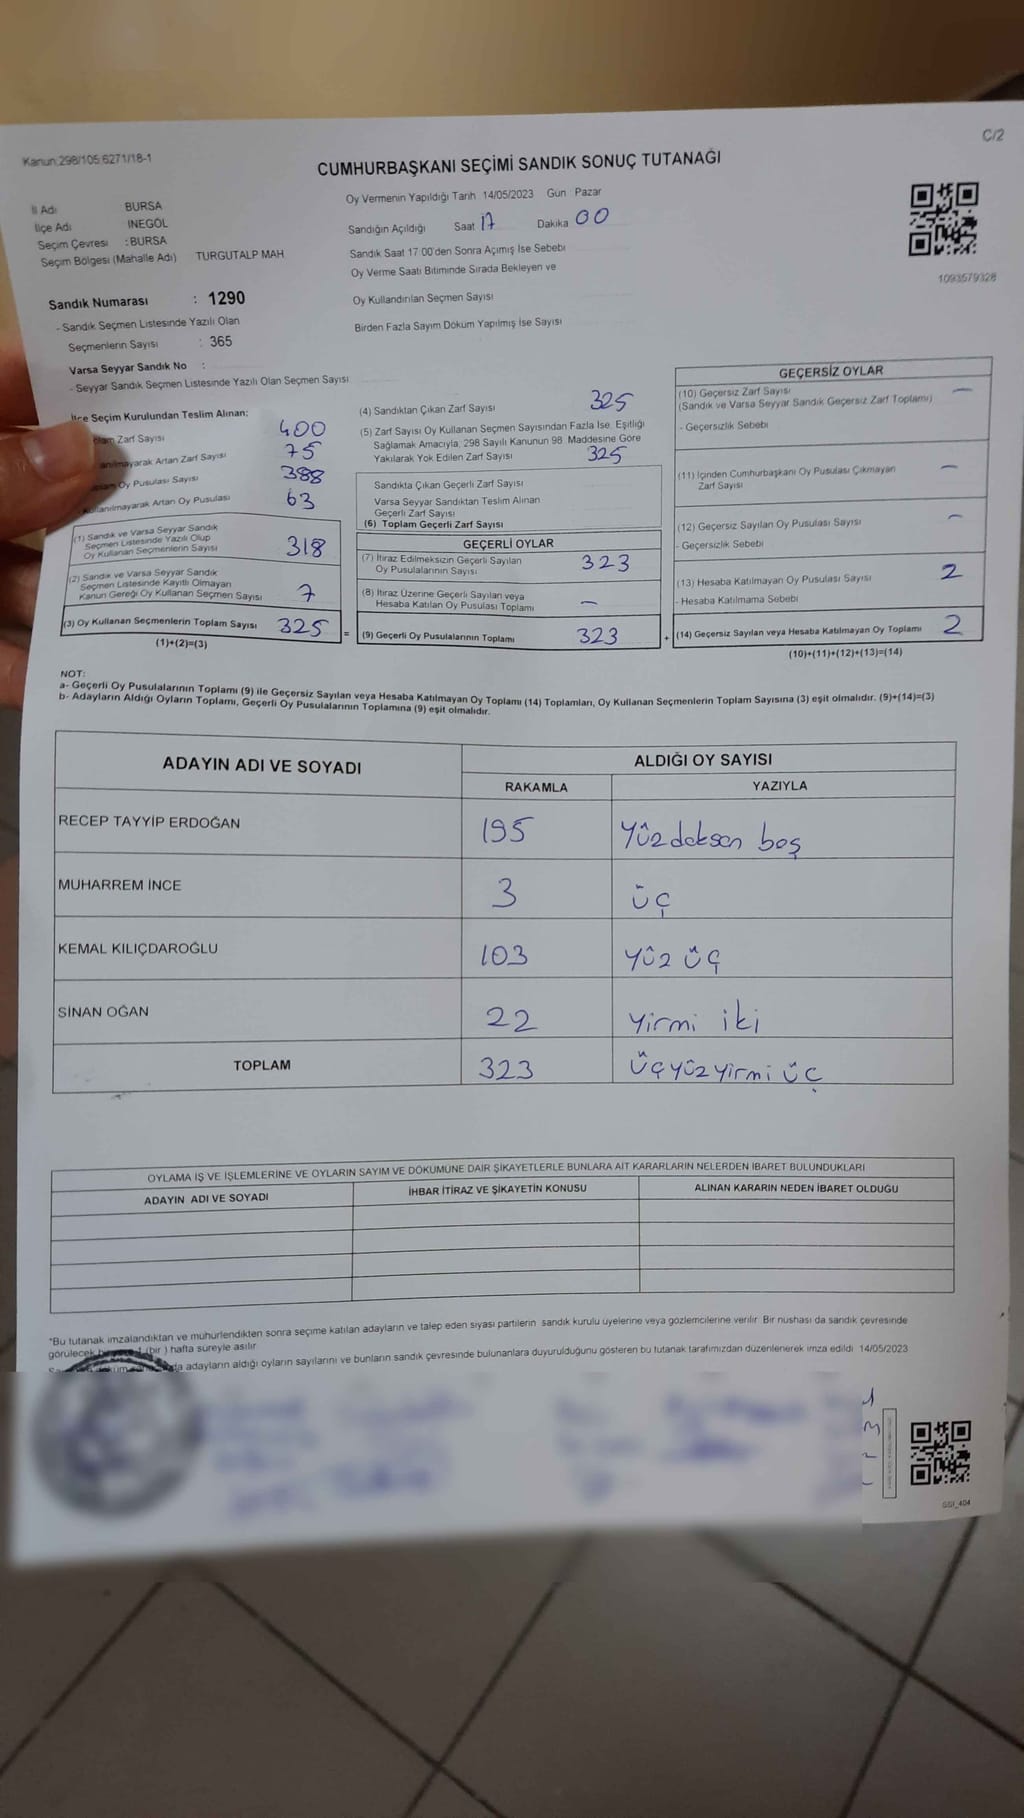 C/2
Kanun:298/105;6271/18-1
CUMHURBAŞKANI SEÇİMİ SANDIK SONUÇ TUTANAĞI
İl Adı BURSA
İlçe Adı İNEGÖL
Seçim Çevresi : BURSA
Seçim Bölgesi (Mahalle Adı) TURGUTALP MAH
Sandık Numarası : 1290
- Sandık Seçmen Listesinde Yazılı Olan
Seçmenlerin Sayısı : 365
Varsa Seyyar Sandık No :
- Seyyar Sandık Seçmen Listesinde Yazılı Olan Seçmen Sayısı
Oy Vermenin Yapıldığı Tarih 14/05/2023 Gün Pazar
Sandığın Açıldığı Saat 17 Dakika 00
Sandık Saat 17:00'den Sonra Açılmış İse Sebebi
Oy Verme Saati Bitiminde Sırada Bekleyen ve
Oy Kullandırılan Seçmen Sayısı
Birden Fazla Sayım Döküm Yapılmış İse Sayısı
1093579328
İlçe Seçim Kurulundan Teslim Alınan:
Zarf Sayısı 400
Artan Zarf Sayısı 75
Oy Pusulası Sayısı 388
Artan Oy Pusulası 63
(1) Sandık ve Varsa Seyyar Sandık
Seçmen Listesinde Yazılı Olup
Oy Kullanan Seçmenlerin Sayısı 318
(2) Sandık ve Varsa Seyyar Sandık
Seçmen Listesinde Kayıtlı Olmayan
Kanun Gereği Oy Kullanan Seçmen Sayısı 7
(3) Oy Kullanan Seçmenlerin Toplam Sayısı 325 =
(1)+(2)=(3)
(4) Sandıktan Çıkan Zarf Sayısı 325
(5) Zarf Sayısı Oy Kullanan Seçmen Sayısından Fazla İse, Eşitliği
Sağlamak Amacıyla, 298 Sayılı Kanunun 98. Maddesine Göre
Yakılarak Yok Edilen Zarf Sayısı 325
Sandıkta Çıkan Geçerli Zarf Sayısı
Varsa Seyyar Sandıktan Teslim Alınan
Geçerli Zarf Sayısı
(6) Toplam Geçerli Zarf Sayısı
GEÇERLİ OYLAR
(7) İtiraz Edilmeksizin Geçerli Sayılan
Oy Pusulalarının Sayısı 323
(8) İtiraz Üzerine Geçerli Sayılan veya
Hesaba Katılan Oy Pusulası Toplamı –
(9) Geçerli Oy Pusulalarının Toplamı 323 +
GEÇERSİZ OYLAR
(10) Geçersiz Zarf Sayısı –
(Sandık ve Varsa Seyyar Sandık Geçersiz Zarf Toplamı)
- Geçersizlik Sebebi
(11) İçinden Cumhurbaşkanı Oy Pusulası Çıkmayan –
Zarf Sayısı
(12) Geçersiz Sayılan Oy Pusulası Sayısı –
- Geçersizlik Sebebi
(13) Hesaba Katılmayan Oy Pusulası Sayısı 2
- Hesaba Katılmama Sebebi
(14) Geçersiz Sayılan veya Hesaba Katılmayan Oy Toplamı 2
(10)+(11)+(12)+(13)=(14)
NOT:
a- Geçerli Oy Pusulalarının Toplamı (9) ile Geçersiz Sayılan veya Hesaba Katılmayan Oy Toplamı (14) Toplamları, Oy Kullanan Seçmenlerin Toplam Sayısına (3) eşit olmalıdır. (9)+(14)=(3)
b- Adayların Aldığı Oyların Toplamı, Geçerli Oy Pusulalarının Toplamına (9) eşit olmalıdır.
ADAYIN ADI VE SOYADI ALDIĞI OY SAYISI
RAKAMLA YAZIYLA
RECEP TAYYİP ERDOĞAN 195 Yüz doksan beş
MUHARREM İNCE 3 üç
KEMAL KILIÇDAROĞLU 103 Yüz üç
SİNAN OĞAN 22 Yirmi iki
TOPLAM 323 üçyüzyirmi üç
OYLAMA İŞ VE İŞLEMLERİNE VE OYLARIN SAYIM VE DÖKÜMÜNE DAİR ŞİKAYETLERLE BUNLARA AİT KARARLARIN NELERDEN İBARET BULUNDUKLARI
ADAYIN ADI VE SOYADI İHBAR İTİRAZ VE ŞİKAYETİN KONUSU ALINAN KARARIN NEDEN İBARET OLDUĞU
*Bu tutanak imzalandıktan ve mühürlendikten sonra seçime katılan adayların ve talep eden siyasi partilerin sandık kurulu üyelerine veya gözlemcilerine verilir. Bir nüshası da sandık çevresinde
görülecek (bir) hafta süreyle asılır.
adayların aldığı oyların sayılarını ve bunların sandık çevresinde bulunanlara duyurulduğunu gösteren bu tutanak tarafımızdan düzenlenerek imza edildi 14/05/2023